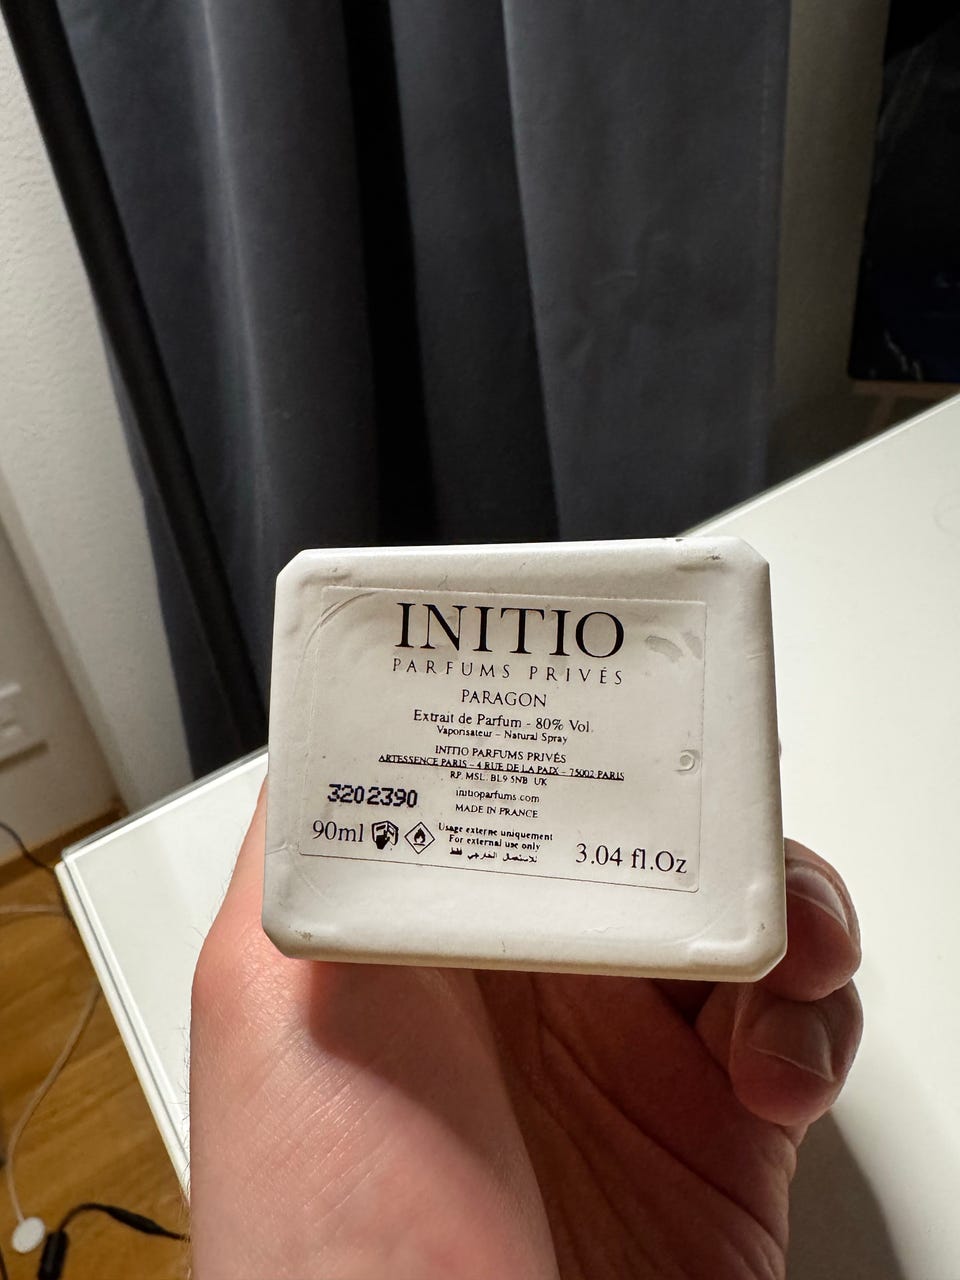 INITIO
PARFUMS PRIVÉS
PARAGON
Extrait de Parfum - 80% Vol.
Vaporisateur – Natural Spray
INITIO PARFUMS PRIVÉS
ARTESSENCE PARIS - 4 RUE DE LA PAIX - 75002 PARIS
RP. MSL. BL9 5NB UK
initioparfums.com
3202390
MADE IN FRANCE
90ml
Usage externe uniquement
For external use only
للاستعمال الخارجي فقط
3.04 fl.Oz